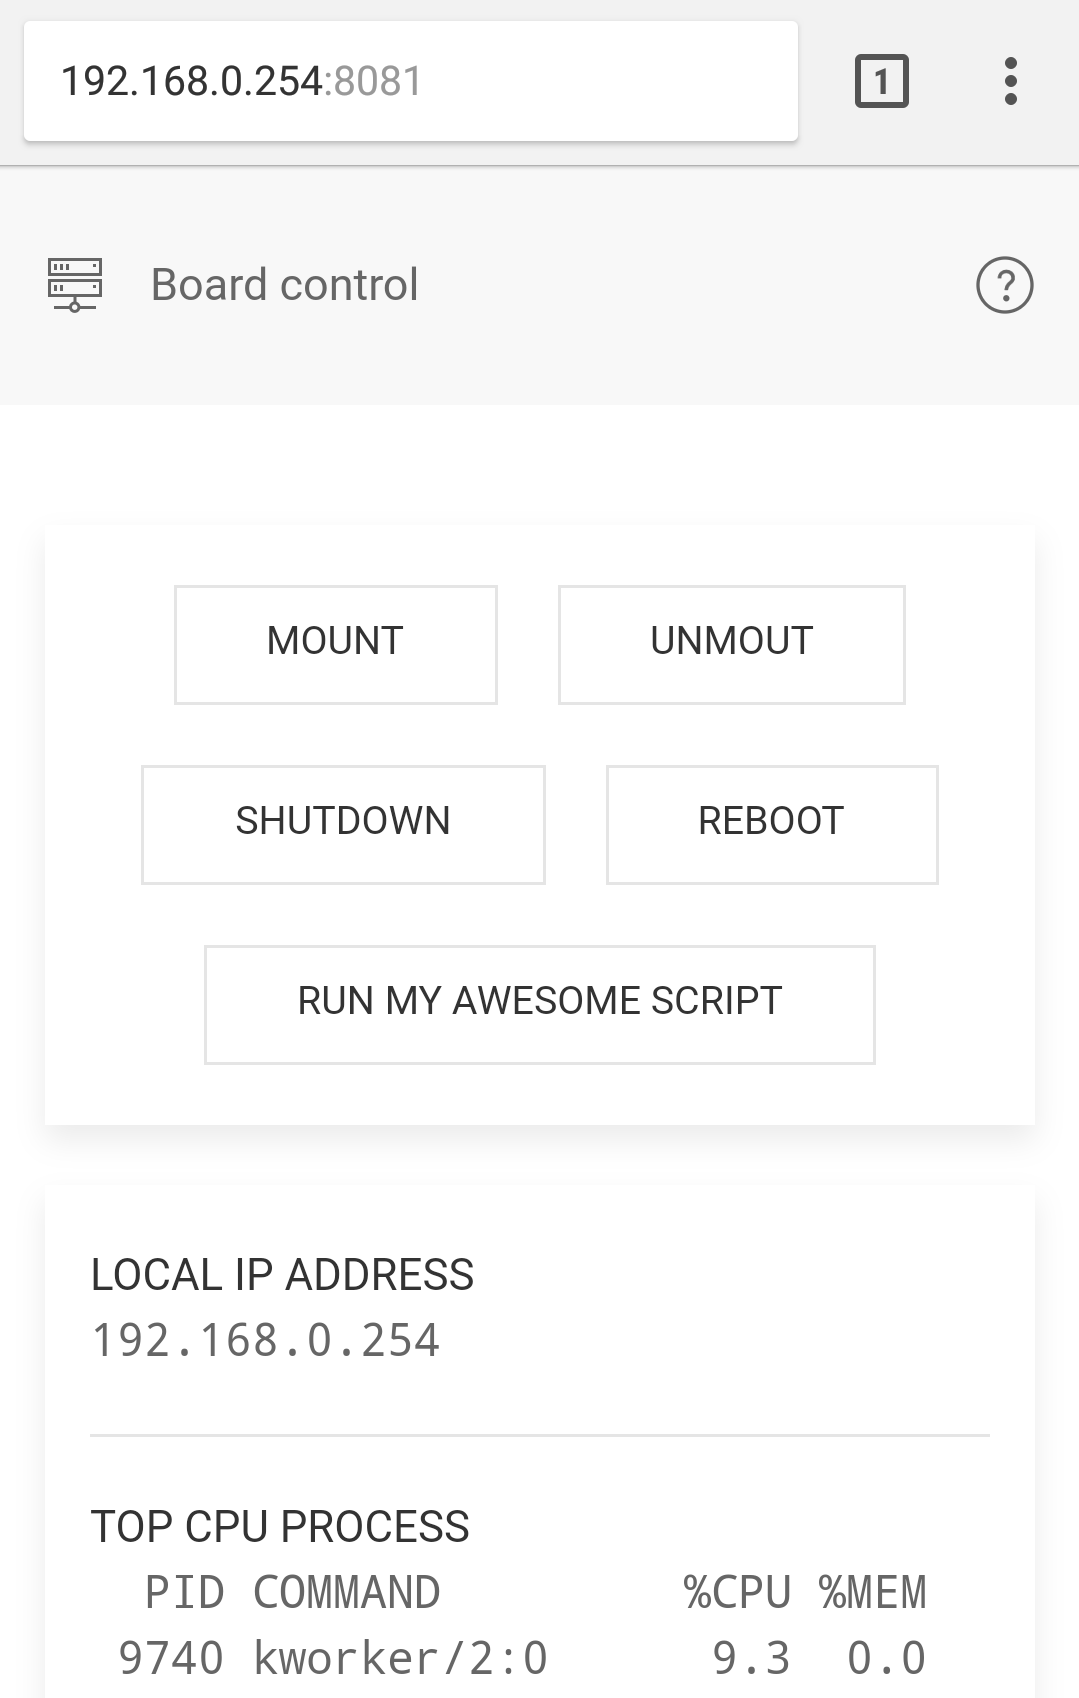 192.168.0.254:8081
1
Board control
?
MOUNT UNMOUT
SHUTDOWN REBOOT
RUN MY AWESOME SCRIPT
LOCAL IP ADDRESS
192.168.0.254
TOP CPU PROCESS
PID COMMAND %CPU %MEM
9740 kworker/2:0 9.3 0.0